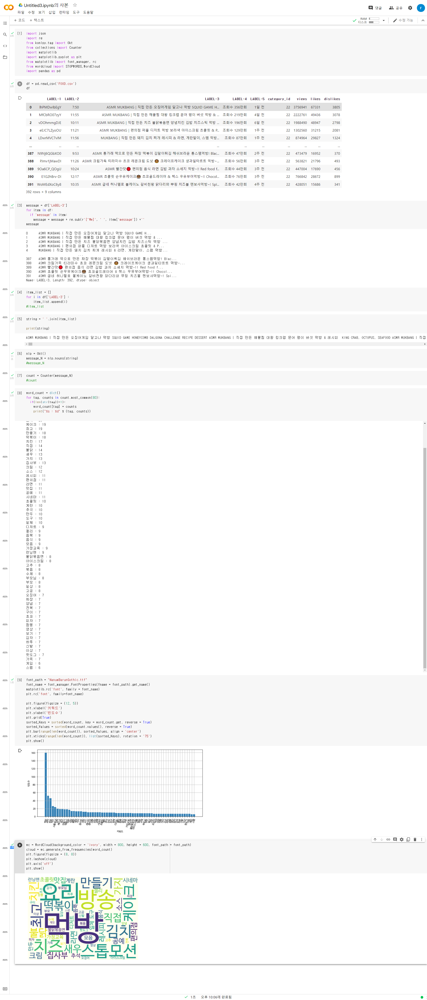 Untitled3.ipynb의 사본
파일 수정 보기 삽입 런타임 도구 도움말
댓글 공유 r
+ 코드 + 텍스트
RAM
디스크
수정 가능
[1] import json
import re
from konlpy.tag import Okt
from collections import Counter
import matplotlib
import matplotlib.pyplot as plt
from matplotlib import font_manager, rc
from wordcloud import STOPWORDS,WordCloud
import pandas as pd
df = pd.read_csv('FOOD.csv')
df
LABEL-1 LABEL-2 LABEL-3 LABEL-4 LABEL-5 category_id views likes dislikes
0 lhPMDwIbEgY 7:50 ASMR MUKBANG | 직접 만든 오징어게임 달고나 먹방 SQUID GAME H... 조회수 356만회 1일 전 22 3756941 67331 3805
1 MfCbRO07zyY 11:55 ASMR MUKBANG | 직접 만든 해물찜 대왕 킹크랩 문어 팽이 버섯 먹방 & ... 조회수 219만회 4일 전 22 2222761 49436 3078
2 vDOhmrngDJE 10:11 ASMR MUKBANG | 직접 만든 치즈 불닭볶음면 양념치킨 김밥 치즈스틱 먹방 ... 조회수 196만회 6일 전 22 1988490 48947 2798
3 eEJC7LZyoOU 11:21 ASMR MUKBANG | 편의점 퍼플 디저트 먹방 보라색 아이스크림 초콜릿 & P... 조회수 129만회 1주 전 22 1302560 31215 2081
4 LDwrMVC7viM 11:56 MUKBANG | 직접 만든 돼지 김치 찌개 레시피 & 라면, 계란말이, 스팸 먹방... 조회수 87만회 1주 전 22 874964 29827 1324
... ... ... ... ... ... ... ... ... ...
387 N9NJ6QGbXO0 9:53 ASMR 통가래 떡으로 만든 짜장 떡볶이 김말이튀김 해쉬브라운 통스팸먹방! Blac... 조회수 47만회 2주 전 22 473479 16952 370
388 PJmv1jMawDI 11:26 ASMR 크림가득 티라미수 초코 레몬크림 도넛 🍩 크레이프케이크 생과일타르트 먹방~... 조회수 56만회 3주 전 22 563821 21796 493
389 9Oa6CP_QOgU 10:24 ASMR 빨간맛🔴 편의점 음식 라면 김밥 과자 소세지 먹방~!! Red food f... 조회수 44만회 3주 전 22 447004 17690 456
390 E1G2hBrv-DI 12:17 ASMR 초콜릿 순우유케이크 초코골드레이어 & 첵스 우유부어먹방~!! Chocol... 조회수 76만회 3주 전 22 766842 28672 899
391 WoMEdXoC6y8 10:35 ASMR 굽네 허니멜로 볼케이노 갈비천왕 닭다리와 뿌링 치즈볼 멘보샤먹방~! Spi... 조회수 42만회 4주 전 22 428051 15686 341
392 rows × 9 columns
[3] message = df['LABEL-3']
for item in df:
if 'message' in item:
message = message + re.sub(r'[^₩w]', ' ', item['message']) +''
message
0 ASMR MUKBANG | 직접 만든 오징어게임 달고나 먹방 SQUID GAME H...
1 ASMR MUKBANG | 직접 만든 해물찜 대왕 킹크랩 문어 팽이 버섯 먹방 & ...
2 ASMR MUKBANG | 직접 만든 치즈 불닭볶음면 양념치킨 김밥 치즈스틱 먹방 ...
3 ASMR MUKBANG | 편의점 퍼플 디저트 먹방 보라색 아이스크림 초콜릿 & P...
4 MUKBANG | 직접 만든 돼지 김치 찌개 레시피 & 라면, 계란말이, 스팸 먹방...
...
387 ASMR 통가래 떡으로 만든 짜장 떡볶이 김말이튀김 해쉬브라운 통스팸먹방! Blac...
388 ASMR 크림가득 티라미수 초코 레몬크림 도넛 🍩 크레이프케이크 생과일타르트 먹방~...
389 ASMR 빨간맛🔴 편의점 음식 라면 김밥 과자 소세지 먹방~!! Red food f...
390 ASMR 초콜릿 순우유케이크 초코골드레이어 & 첵스 우유부어먹방~!! Chocol...
391 ASMR 굽네 허니멜로 볼케이노 갈비천왕 닭다리와 뿌링 치즈볼 멘보샤먹방~! Spi...
Name: LABEL-3, Length: 392, dtype: object
[4] item_list = []
for i in df['LABEL-3'] :
item_list.append(i)
#item_list
[5] string = ' '.join(item_list)
print(string)
ASMR MUKBANG | 직접 만든 오징어게임 달고나 먹방 SQUID GAME HONEYCOMB DALGONA CHALLENGE RECIPE DESSERT ASMR MUKBANG | 직접 만든 해물찜 대왕 킹크랩 문어 팽이 버섯 먹방 & 레시피 KING CRAB, OCTOPUS, SEAFOOD ASMR MUKBANG | 직접
[6] nlp = Okt()
message_N = nlp.nouns(string)
#message_N
[7] count = Counter(message_N)
#count
[8] word_count = dict()
for tag, counts in count.most_common(80):
if(len(str(tag))>1):
word_count[tag] = counts
print("%s : %d" % (tag, counts))
케이크 : 19
최고 : 19
만들기 : 18
떡볶이 : 18
치킨 : 17
직접 : 14
불닭 : 14
새우 : 13
가지 : 13
집사부 : 13
크림 : 12
소스 : 12
레시피 : 11
편의점 : 11
라면 : 11
맛집 : 11
공예 : 11
시네마 : 11
초콜릿 : 10
계란 : 10
추석 : 10
만두 : 10
도구 : 10
일체 : 10
디저트 : 9
젤리 : 9
듬뿍 : 9
음식 : 9
모음 : 9
가정교육 : 9
런닝맨 : 9
불닭볶음면 : 8
아이스크림 : 8
고추 : 8
볶음 : 8
수제 : 8
부모님 : 8
부모 : 8
일상 : 8
고공 : 8
오징어 : 7
짜장 : 7
양념 : 7
전복 : 7
구이 : 7
초코 : 7
피자 : 7
짬뽕 : 7
영상 : 7
보기 : 7
감자 : 7
하루 : 7
신발 : 7
이상 : 7
핫도그 : 7
가득 : 7
게임 : 6
스팸 : 6
[9] font_path = "NanumBarunGothic.ttf"
font_name = font_manager.FontProperties(fname = font_path).get_name()
matplotlib.rc('font', family = font_name)
plt.rc('font', family=font_name)
plt.figure(figsize = (12, 5))
plt.xlabel('키워드')
plt.ylabel('빈도수')
plt.grid(True)
sorted_Keys = sorted(word_count, key = word_count.get, reverse = True)
sorted_Values = sorted(word_count.values(), reverse = True)
plt.bar(range(len(word_count)), sorted_Values, align = 'center')
plt.xticks(range(len(word_count)), list(sorted_Keys), rotation = '75')
plt.show()
160
140
120
100
80
60
40
20
0
빈도수
키워드
wc = WordCloud(background_color = 'ivory', width = 800, height = 600, font_path = font_path)
cloud = wc.generate_from_frequencies(word_count)
plt.figure(figsize = (8, 8))
plt.imshow(cloud)
plt.axis('off')
plt.show()
런닝맨 초콜릿 맛집 계란 만들기 가지 시네마
치킨 요리 방송 젤리 감자 부모님 하루 짜장
구이 떡볶이 듬뿍 소스 케이크
최고 이상 부모 스팸 고공 신발 도구 음식 직접
먹방 수제 게임 디저트 볶음 일체 레시피 양념 김치 편의점
불닭 불닭볶음면 핫도그 피자 가정교육 라면 모음 고추 공예
만두 치즈 가득 보기 새우 영상 스톱모션
크림 집사부 추석 오징어 아이스크림
1초 오후 10:06에 완료됨